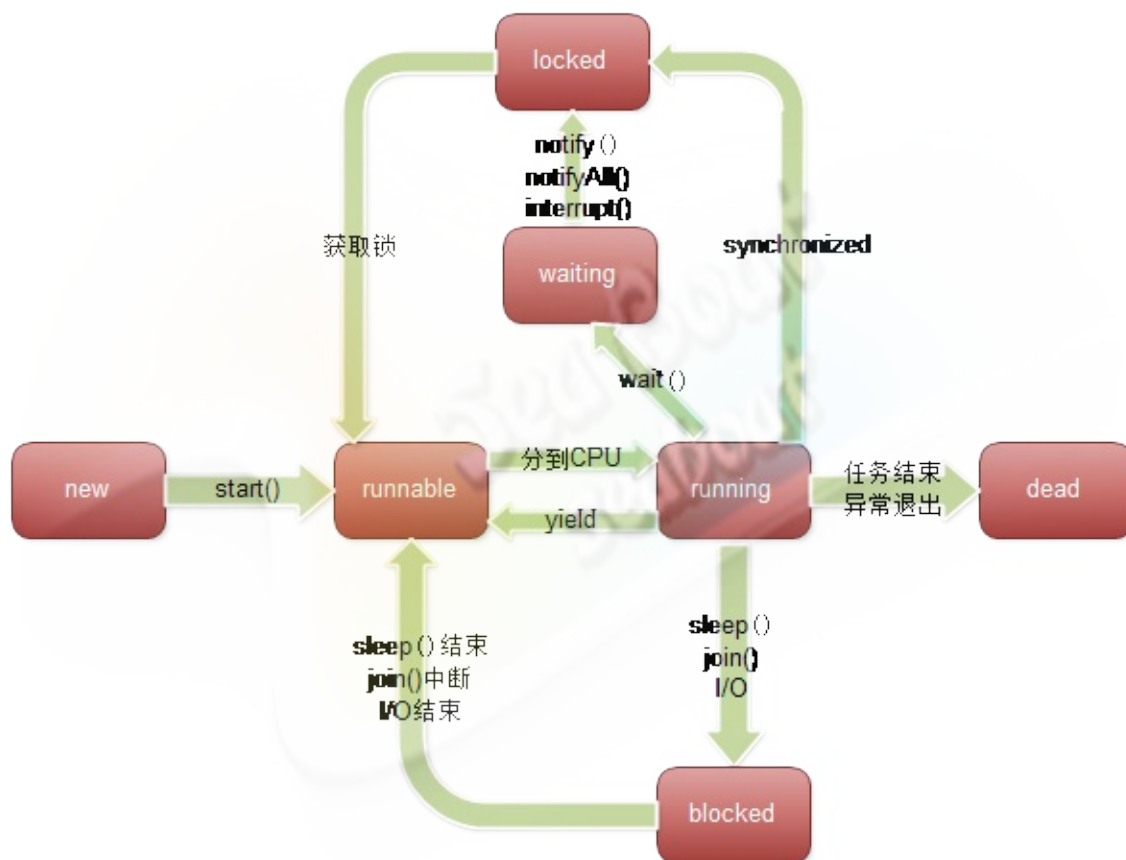 locked
notify()
notifyAll()
interrupt()
获取锁
synchronized
waiting
wait()
new
start()
runnable
分到CPU
yield
running
任务结束
异常退出
dead
sleep()结束
join()中断
I/O结束
sleep()
join()
I/O
blocked